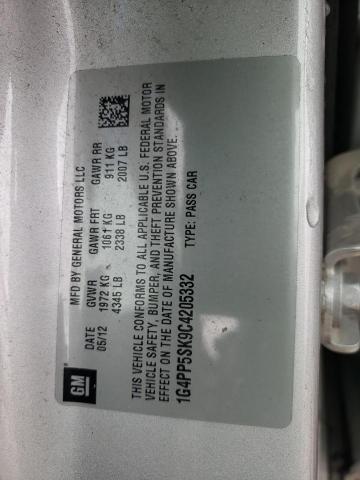 GM
MFD BY GENERAL MOTORS LLC
DATE GVWR GAWR FRT GAWR RR
05/12 1972 KG 1061 KG 911 KG
4345 LB 2338 LB 2007 LB
THIS VEHICLE CONFORMS TO ALL APPLICABLE U.S. FEDERAL MOTOR
VEHICLE SAFETY, BUMPER, AND THEFT PREVENTION STANDARDS IN
EFFECT ON THE DATE OF MANUFACTURE SHOWN ABOVE.
1G4PP5SK9C4205332 TYPE: PASS CAR